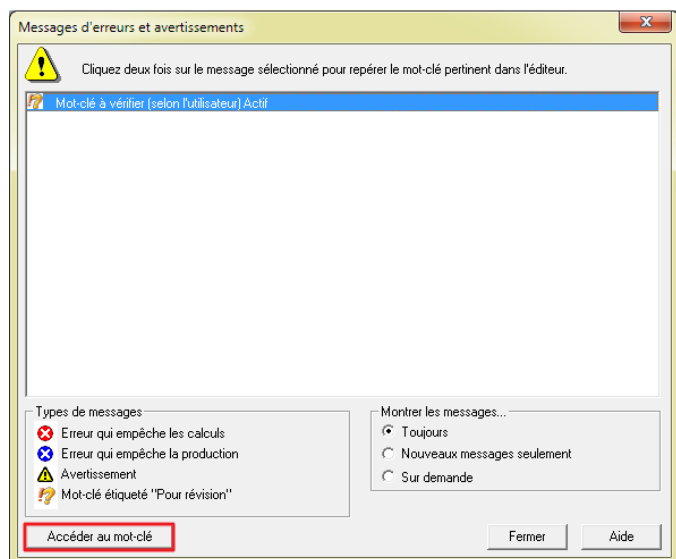 Messages d'erreurs et avertissements
Cliquez deux fois sur le message sélectionné pour repérer le mot-clé pertinent dans l'éditeur.
Mot-clé à vérifier (selon l'utilisateur) Actif
Types de messages
Erreur qui empêche les calculs
Erreur qui empêche la production
Avertissement
Mot-clé étiqueté "Pour révision"
Montrer les messages...
Toujours
Nouveaux messages seulement
Sur demande
Accéder au mot-clé
Fermer
Aide